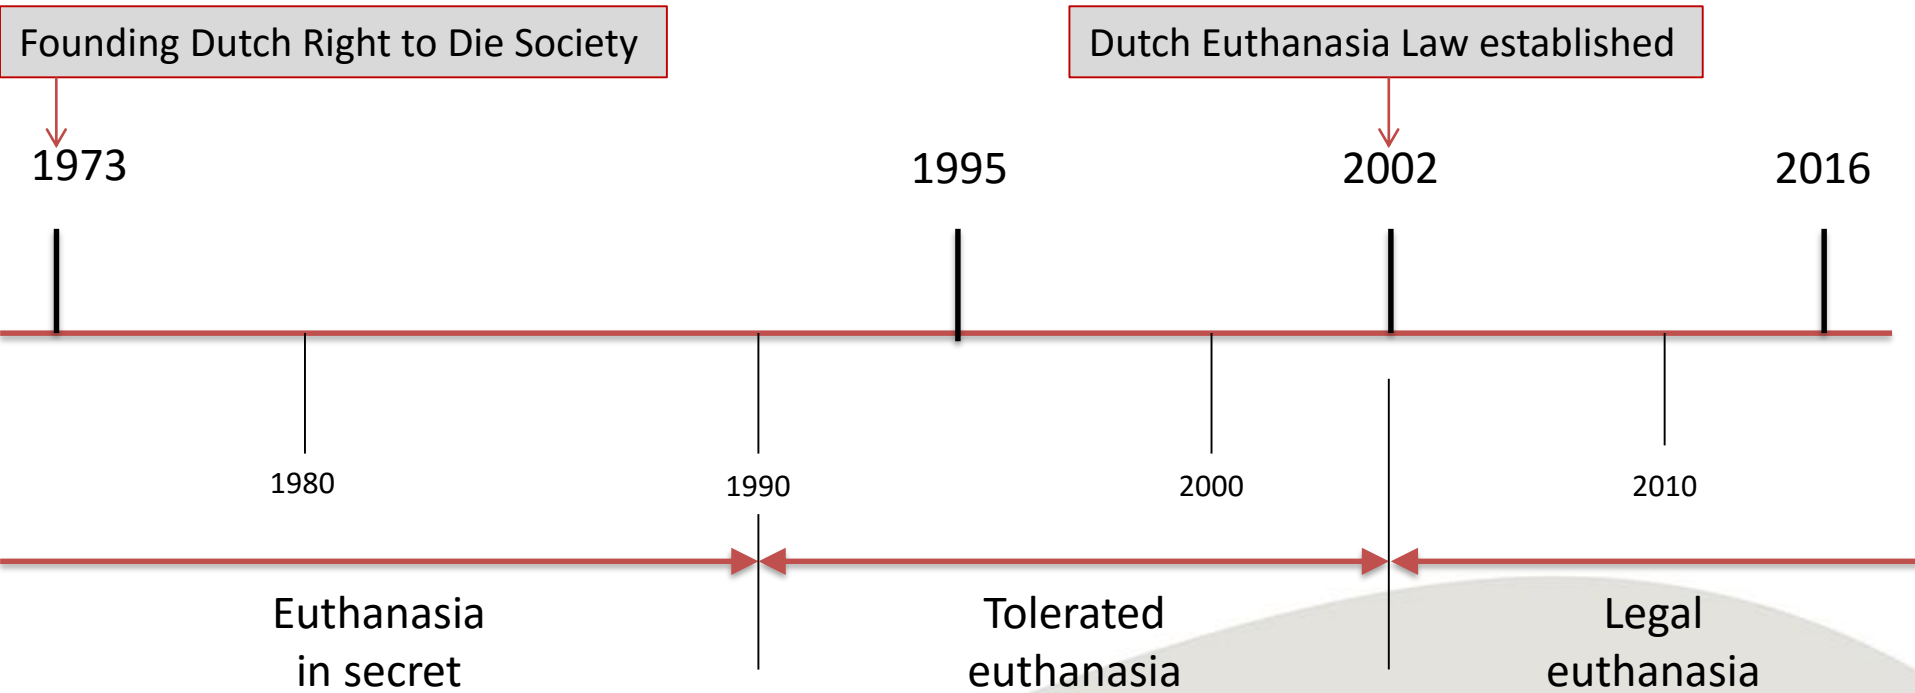 Founding Dutch Right to Die Society
Dutch Euthanasia Law established
1973
1995
2002
2016
1980
1990
2000
2010
Euthanasia
in secret
Tolerated
euthanasia
Legal
euthanasia